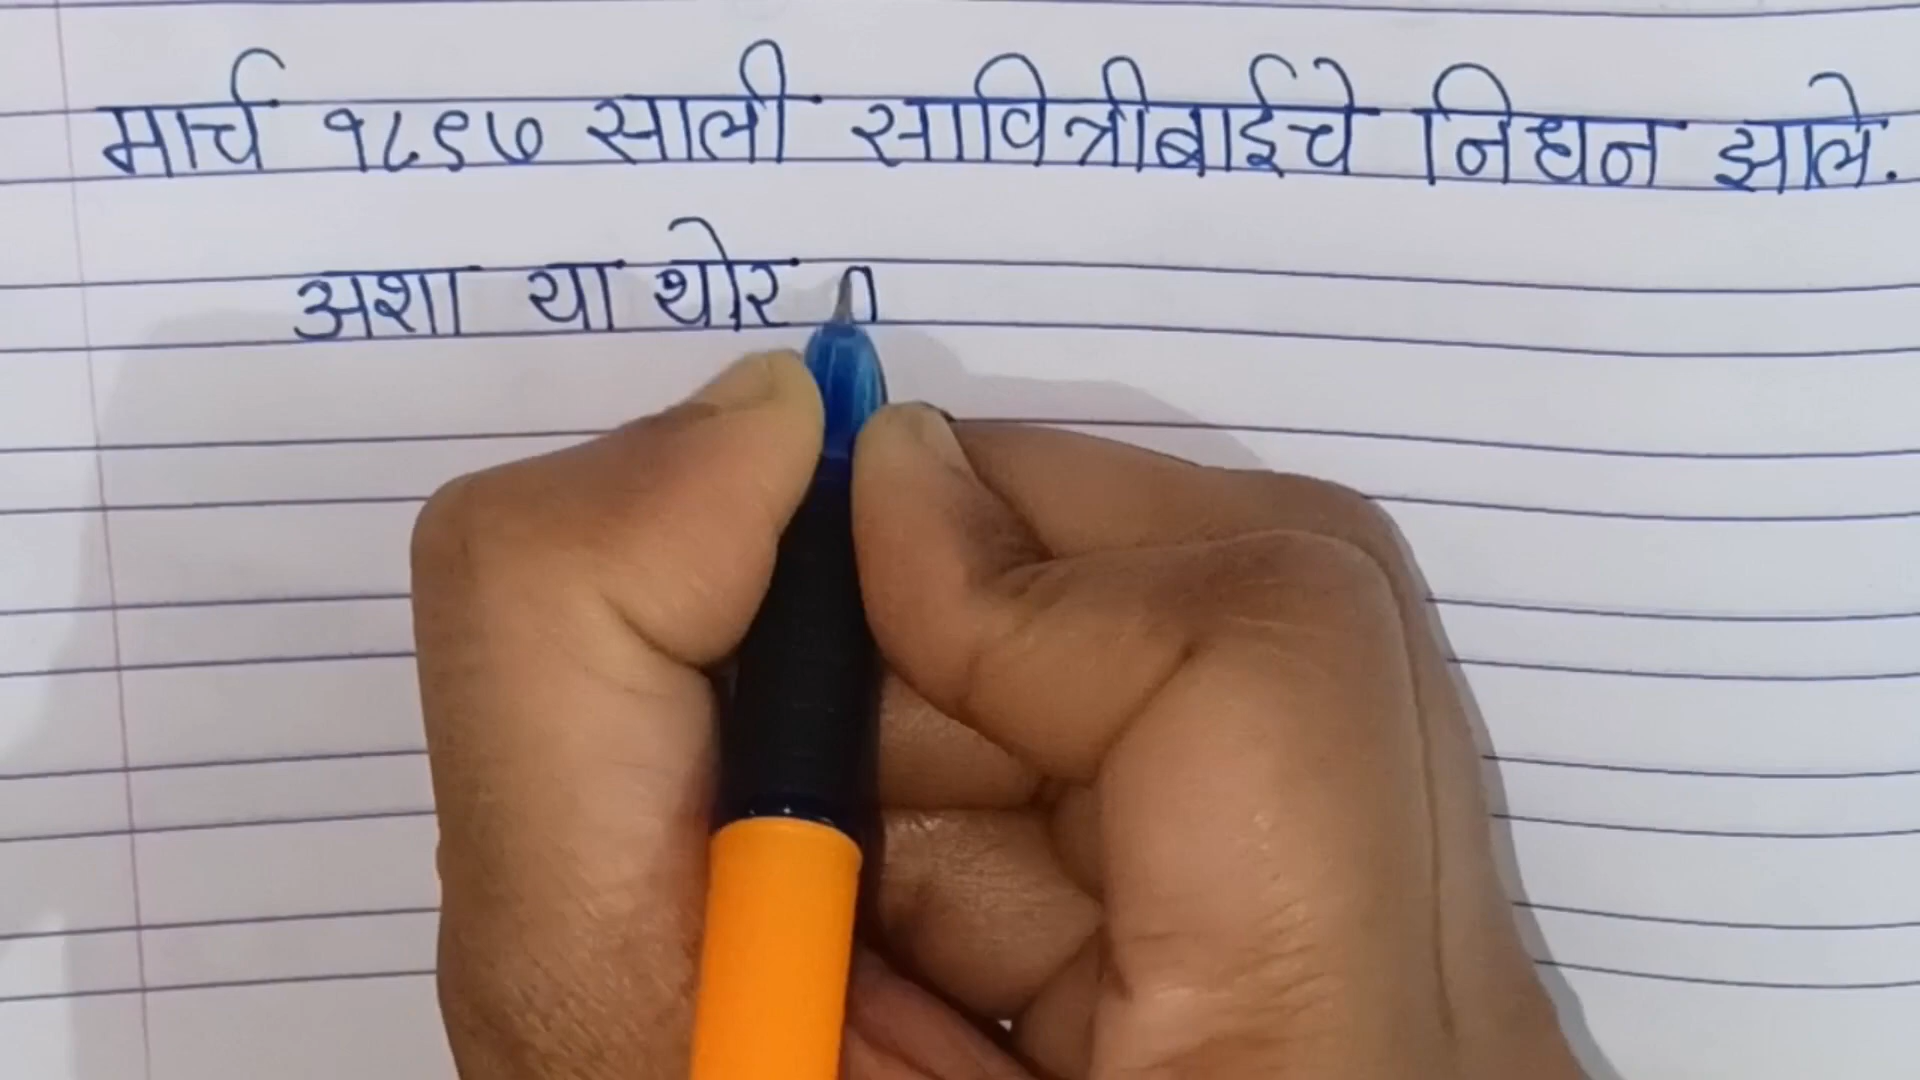 मार्च १८९७ साली सावित्रीबाईचे निधन झाले.
अशा या थोर